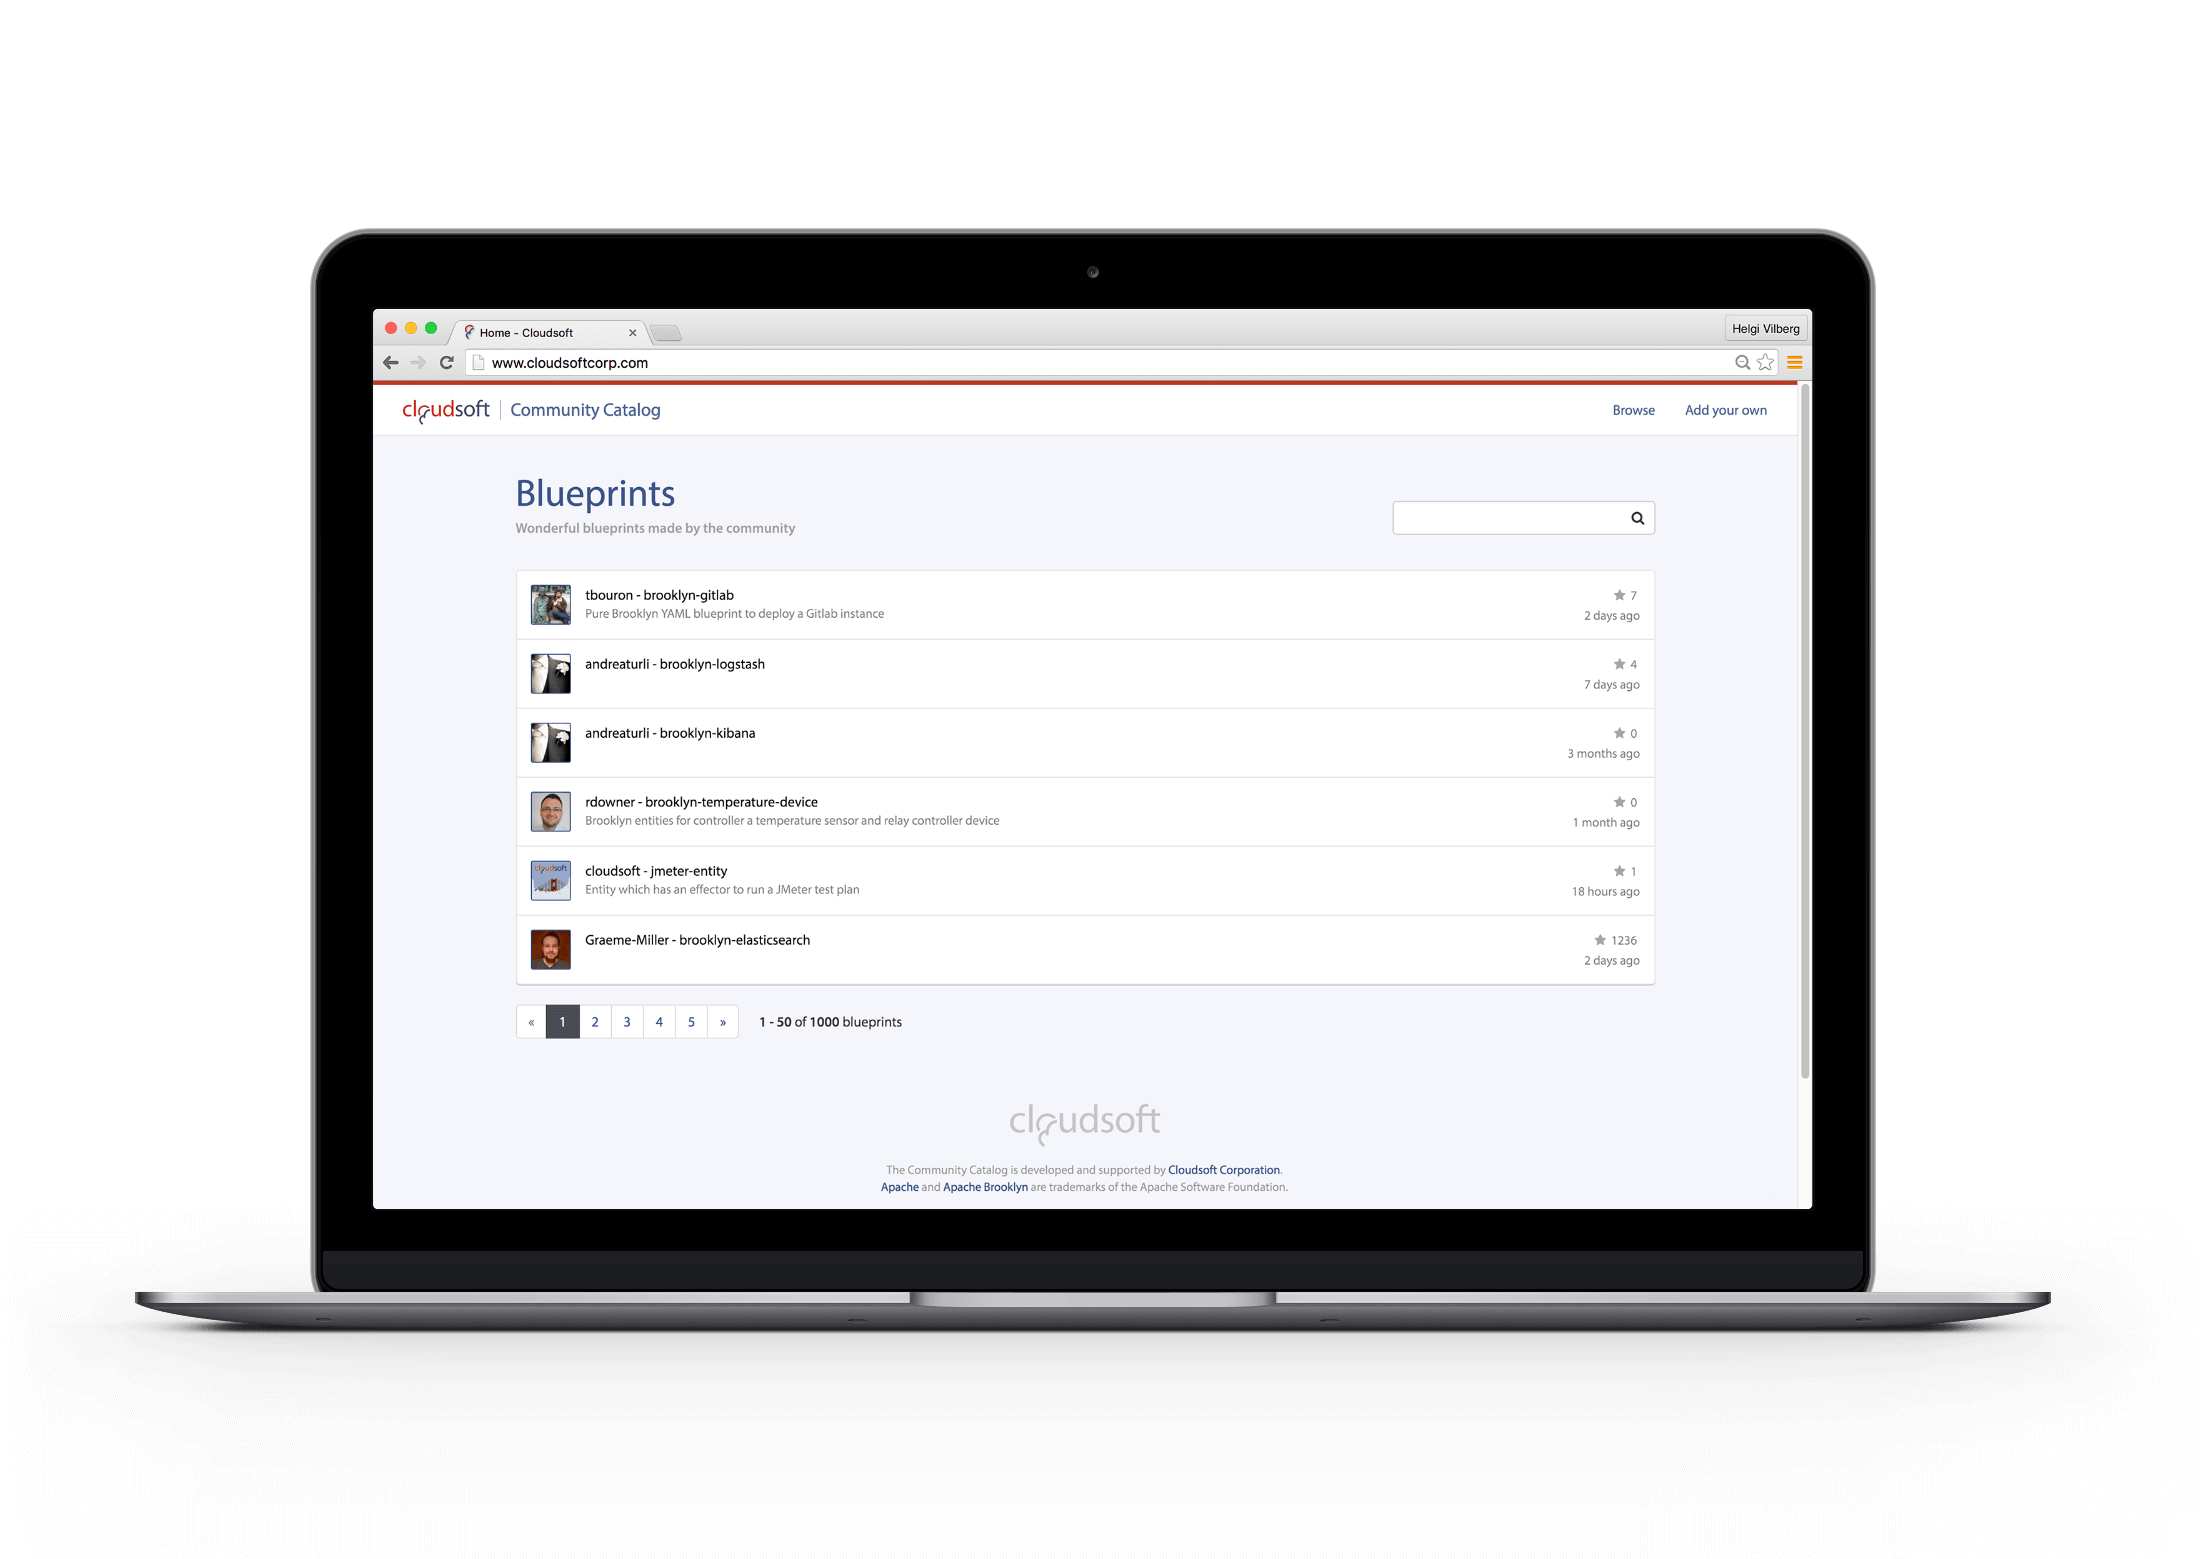 Home - Cloudsoft
Helgi Vilberg
www.cloudsoftcorp.com
cloudsoft Community Catalog
Browse Add your own
Blueprints
Wonderful blueprints made by the community
tbouron - brooklyn-gitlab 7
Pure Brooklyn YAML blueprint to deploy a Gitlab instance 2 days ago
andreaturli - brooklyn-logstash 4
7 days ago
andreaturli - brooklyn-kibana 0
3 months ago
rdowner - brooklyn-temperature-device 0
Brooklyn entities for controller a temperature sensor and relay controller device 1 month ago
cloudsoft
cloudsoft - jmeter-entity 1
Entity which has an effector to run a JMeter test plan 18 hours ago
Graeme-Miller - brooklyn-elasticsearch 1236
2 days ago
« 1 2 3 4 5 » 1 - 50 of 1000 blueprints
cloudsoft
The Community Catalog is developed and supported by Cloudsoft Corporation.
Apache and Apache Brooklyn are trademarks of the Apache Software Foundation.